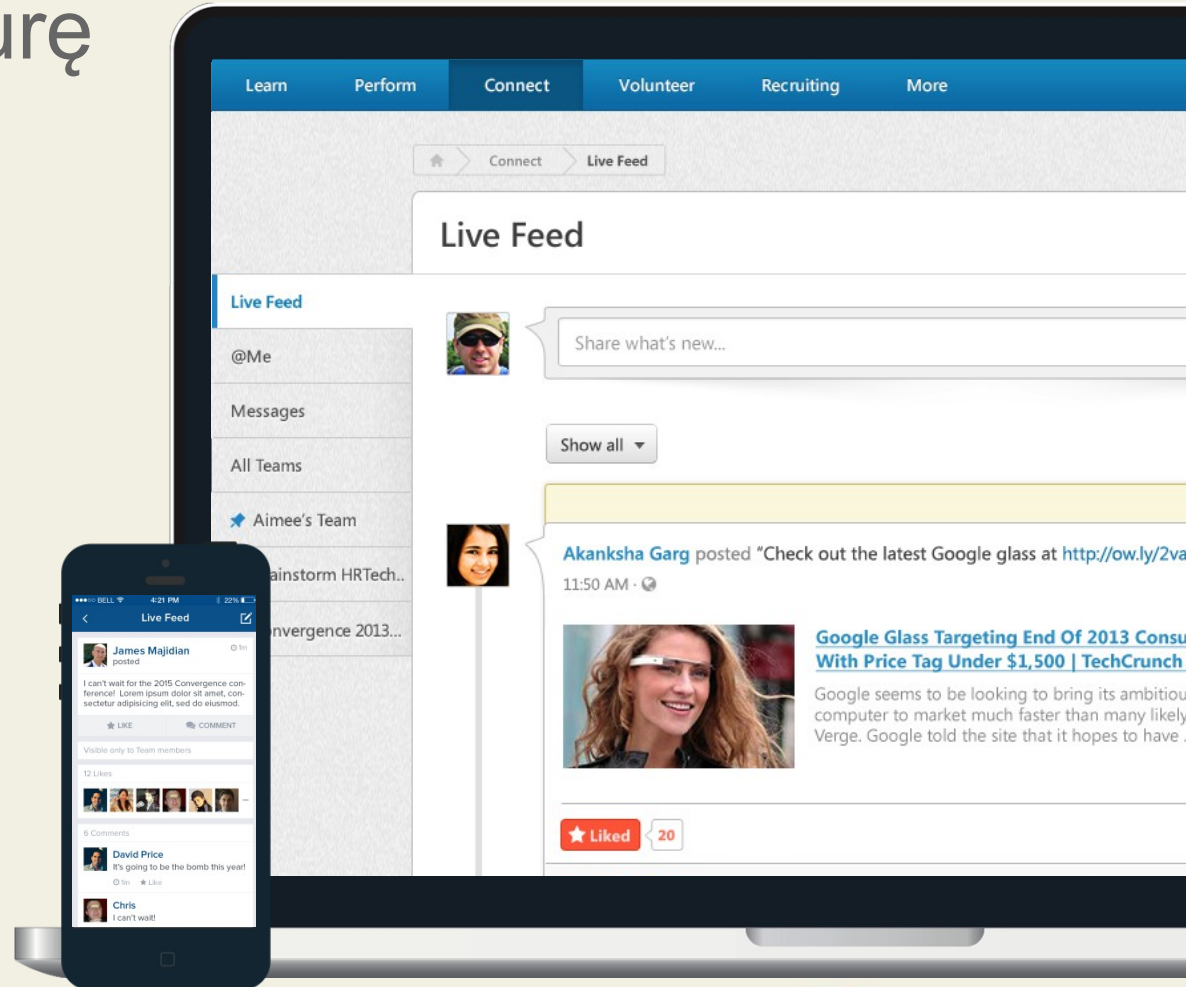 urę
Learn Perform Connect Volunteer Recruiting More
Connect Live Feed
Live Feed
Live Feed
@Me
Messages
All Teams
Aimee's Team
ainstorm HRTech..
nvergence 2013...
Share what's new...
Show all
Akanksha Garg posted "Check out the latest Google glass at http://ow.ly/2va
11:50 AM ·
Google Glass Targeting End Of 2013 Consu
With Price Tag Under $1,500 | TechCrunch
Google seems to be looking to bring its ambitiou
computer to market much faster than many likely
Verge. Google told the site that it hopes to have .
Liked 20
BELL 4:21 PM 22%
Live Feed
James Majidian 1m
posted
I can't wait for the 2015 Convergence con-
ference! Lorem ipsum dolor sit amet, con-
sectetur adipisicing elit, sed do eiusmod.
LIKE COMMENT
Visible only to Team members
12 Likes
6 Comments
David Price
It's going to be the bomb this year!
1m Like
Chris
I can't wait!